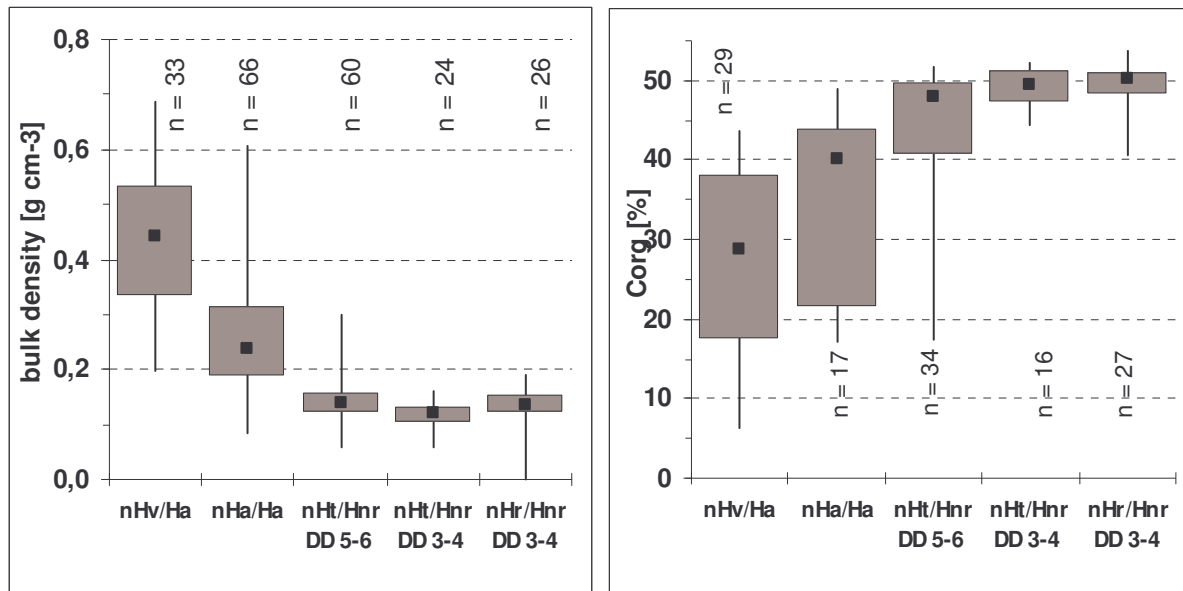 bulk density [g cm-3]
0,8
0,6
0,4
0,2
0,0
n = 33
n = 66
n = 60
n = 24
n = 26
nHv/Ha
nHa/Ha
nHt/Hnr
DD 5-6
nHt/Hnr
DD 3-4
nHr/Hnr
DD 3-4
Corg [%]
50
40
30
20
10
0
n = 29
n = 17
n = 34
n = 16
n = 27
nHv/Ha
nHa/Ha
nHt/Hnr
DD 5-6
nHt/Hnr
DD 3-4
nHr/Hnr
DD 3-4